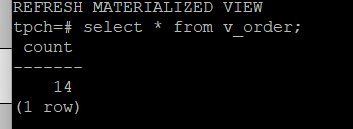 REFRESH MATERIALIZED VIEW
tpch=# select * from v_order;
count
-------
14
(1 row)